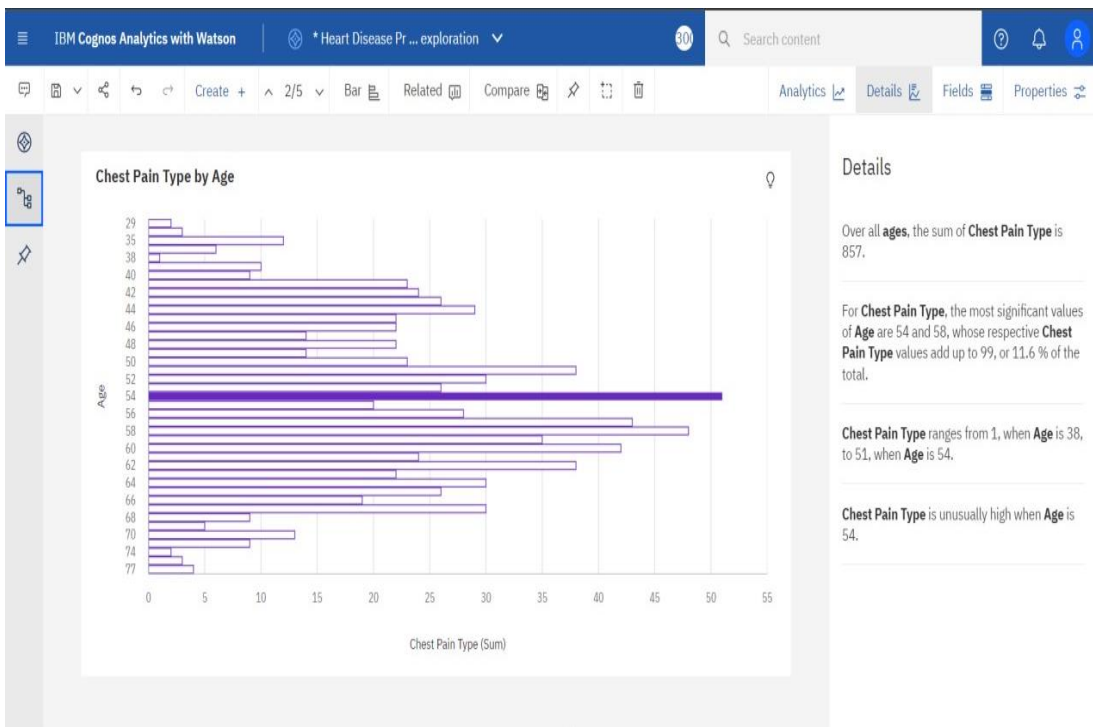 IBM Cognos Analytics with Watson
* Heart Disease Pr ... exploration
Search content
Create +
2/5
Bar
Related
Compare
Analytics
Details
Fields
Properties
Chest Pain Type by Age
29
35
38
40
42
44
46
48
50
52
54
56
58
60
62
64
66
68
70
74
77
Age
0 5 10 15 20 25 30 35 40 45 50 55
Chest Pain Type (Sum)
Details
Over all ages, the sum of Chest Pain Type is
857.
For Chest Pain Type, the most significant values
of Age are 54 and 58, whose respective Chest
Pain Type values add up to 99, or 11.6 % of the
total.
Chest Pain Type ranges from 1, when Age is 38,
to 51, when Age is 54.
Chest Pain Type is unusually high when Age is
54.